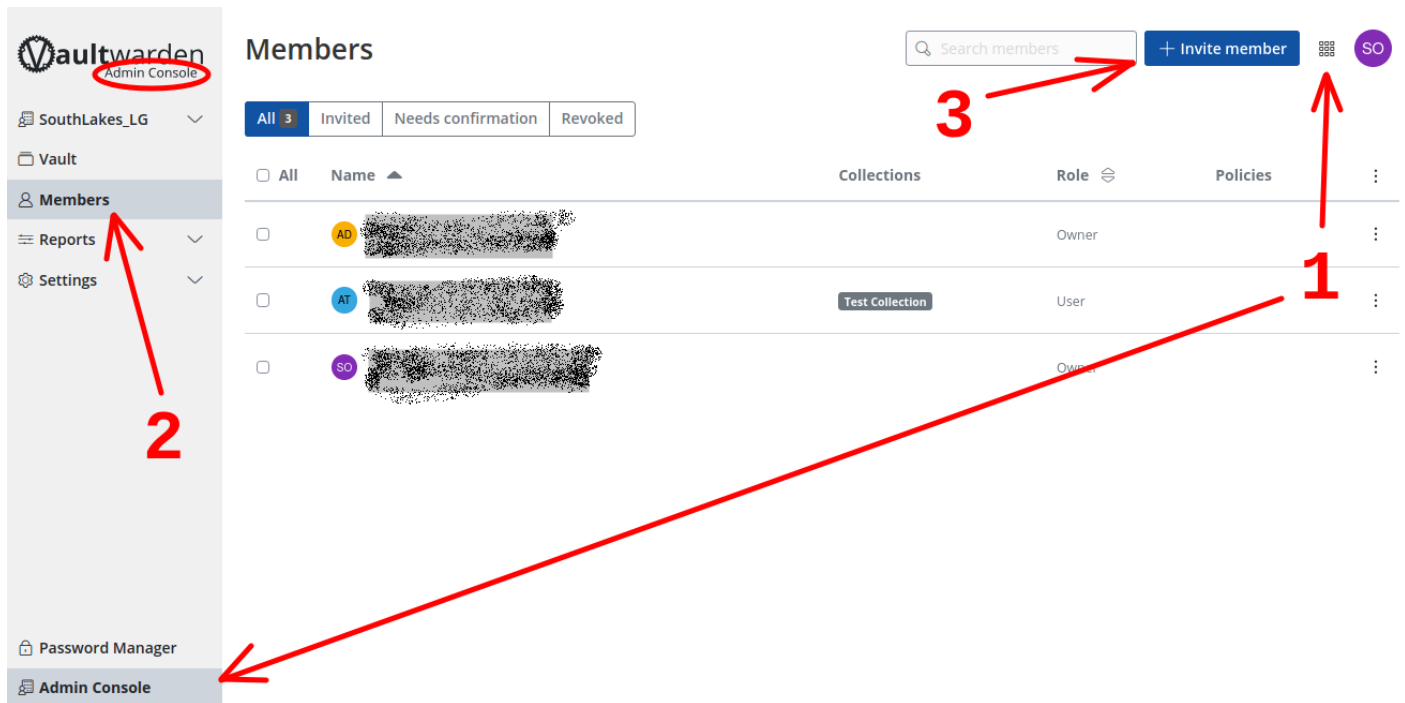 Vaultwarden
Admin Console
Members
Search members
+ Invite member
SO
SouthLakes_LG
Vault
Members
Reports
Settings
All 3 Invited Needs confirmation Revoked
3
1
2
All Name Collections Role Policies
AD Owner
AT Test Collection User
SO Owner
Password Manager
Admin Console